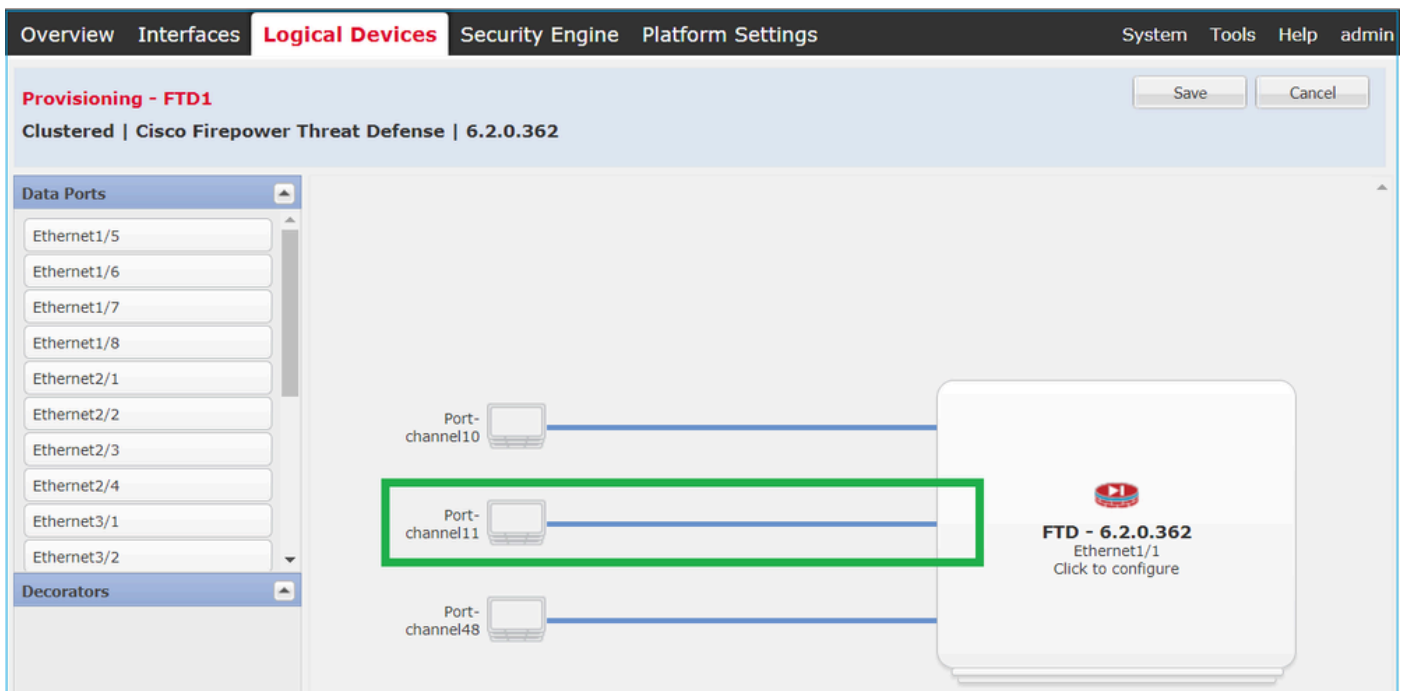 Overview Interfaces Logical Devices Security Engine Platform Settings System Tools Help admin
Provisioning - FTD1
Save Cancel
Clustered | Cisco Firepower Threat Defense | 6.2.0.362
Data Ports
Ethernet1/5
Ethernet1/6
Ethernet1/7
Ethernet1/8
Ethernet2/1
Ethernet2/2
Ethernet2/3
Ethernet2/4
Ethernet3/1
Ethernet3/2
Decorators
Port-
channel10
Port-
channel11
Port-
channel48
FTD - 6.2.0.362
Ethernet1/1
Click to configure